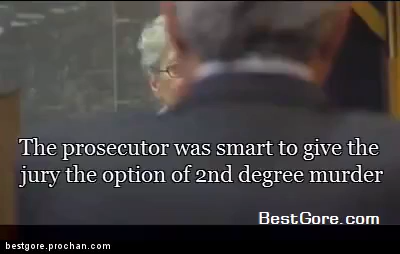 The prosecutor was smart to give the
jury the option of 2nd degree murder
BestGore.com
bestgore.prochan.com